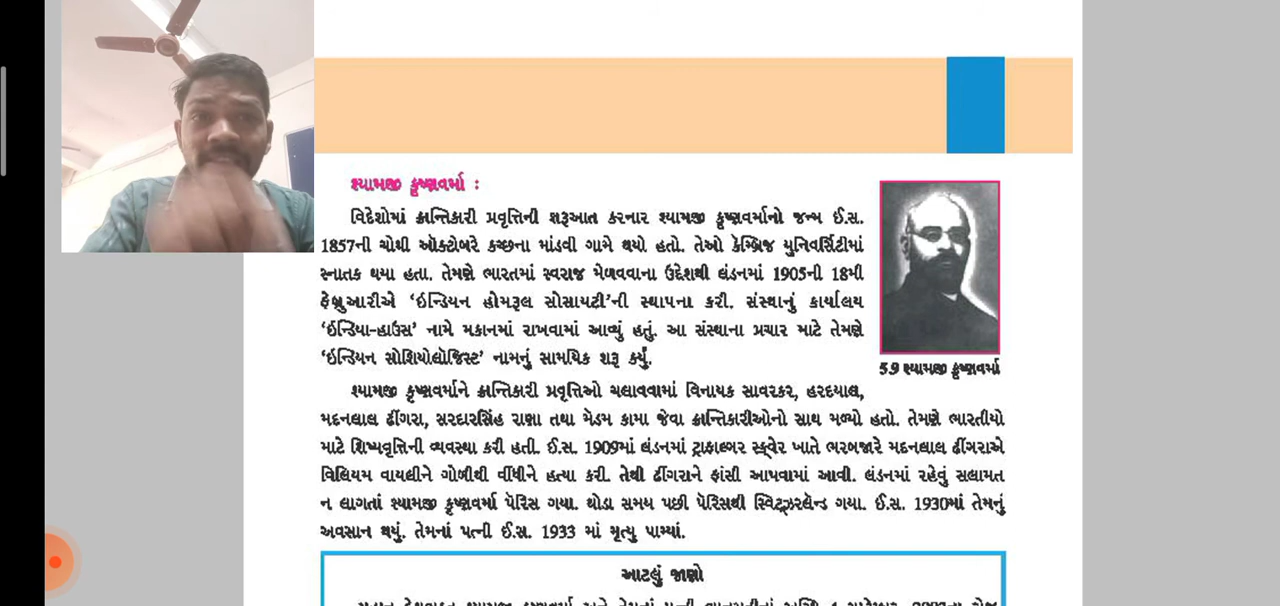 શ્યામજી કૃષ્ણવર્મા :
વિદેશોમાં ક્રાન્તિકારી પ્રવૃત્તિની શરૂઆત કરનાર શ્યામજી કૃષ્ણવર્માનો જન્મ ઈ.સ.
1857ની ચોથી ઑક્ટોબરે કચ્છના માંડવી ગામે થયો હતો. તેઓ કેમ્બ્રિજ યુનિવર્સિટીમાં
સ્નાતક થયા હતા. તેમણે ભારતમાં સ્વરાજ મેળવવાના ઉદ્દેશથી લંડનમાં 1905ની 18મી
ફેબ્રુઆરીએ ‘ઇન્ડિયન હોમરૂલ સોસાયટી’ની સ્થાપના કરી. સંસ્થાનું કાર્યાલય
‘ઇન્ડિયા-હાઉસ’ નામે મકાનમાં રાખવામાં આવ્યું હતું. આ સંસ્થાના પ્રચાર માટે તેમણે
‘ઇન્ડિયન સોશિયોલૉજિસ્ટ’ નામનું સામયિક શરૂ કર્યું.
5.9 શ્યામજી કૃષ્ણવર્મા
શ્યામજી કૃષ્ણવર્માને ક્રાન્તિકારી પ્રવૃત્તિઓ ચલાવવામાં વિનાયક સાવરકર, હરદયાલ,
મદનલાલ ઢીંગરા, સરદારસિંહ રાણા તથા મેડમ કામા જેવા ક્રાન્તિકારીઓનો સાથ મળ્યો હતો. તેમણે ભારતીયો
માટે શિષ્યવૃત્તિની વ્યવસ્થા કરી હતી. ઈ.સ. 1909માં લંડનમાં ટ્રાફાલ્ગર સ્ક્વેર ખાતે ભરબજારે મદનલાલ ઢીંગરાએ
વિલિયમ વાયલીને ગોળીથી વીંધીને હત્યા કરી. તેથી ઢીંગરાને ફાંસી આપવામાં આવી. લંડનમાં રહેવું સલામત
ન લાગતાં શ્યામજી કૃષ્ણવર્મા પૅરિસ ગયા. થોડા સમય પછી પૅરિસથી સ્વિટ્ઝરલૅન્ડ ગયા. ઈ.સ. 1930માં તેમનું
અવસાન થયું. તેમનાં પત્ની ઈ.સ. 1933 માં મૃત્યુ પામ્યાં.
આટલું જાણો